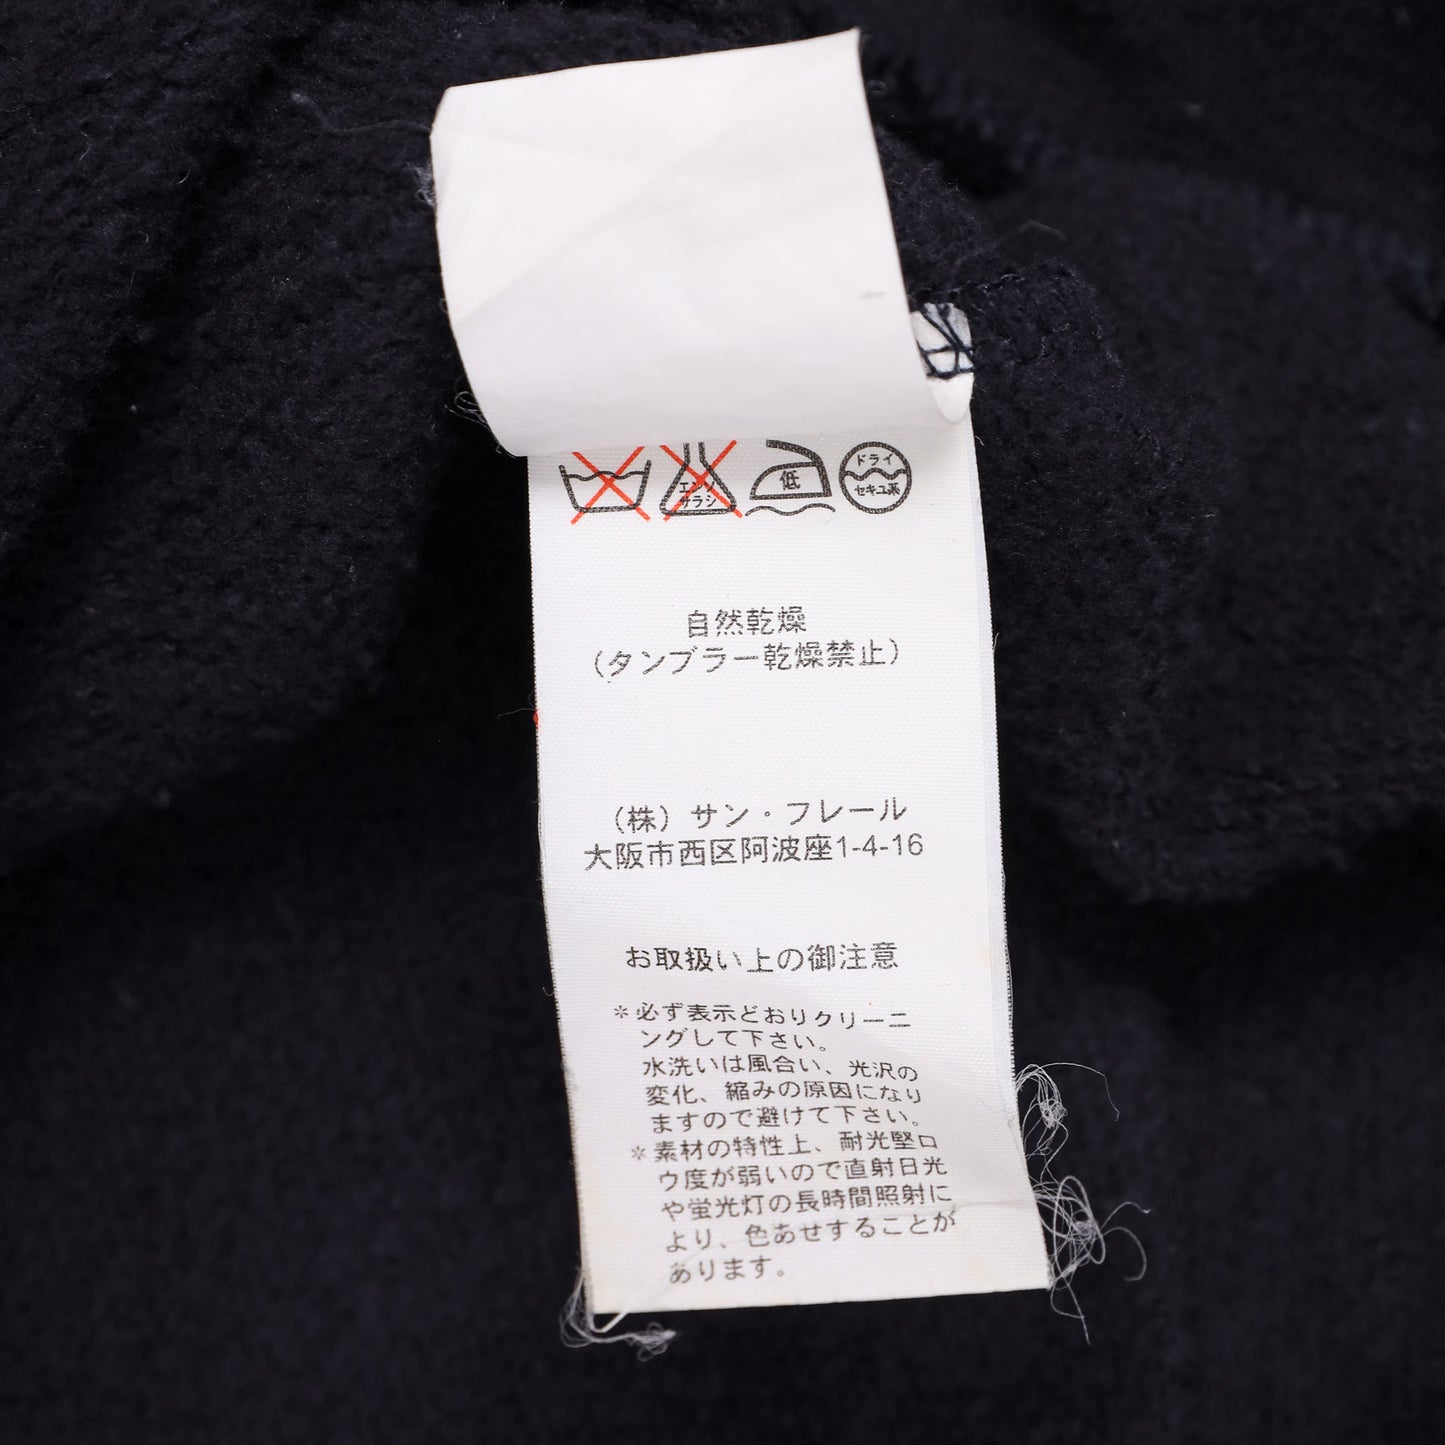 エンソ
サラシ
低
ドライ
セキユ系
自然乾燥
（タンブラー乾燥禁止）
（株）サン・フレール
大阪市西区阿波座1-4-16
お取扱い上の御注意
＊必ず表示どおりクリーニ
ングして下さい。
水洗いは風合い、光沢の
変化、縮みの原因になり
ますので避けて下さい。
＊素材の特性上、耐光堅ロ
ウ度が弱いので直射日光
や蛍光灯の長時間照射に
より、色あせすることが
あります。